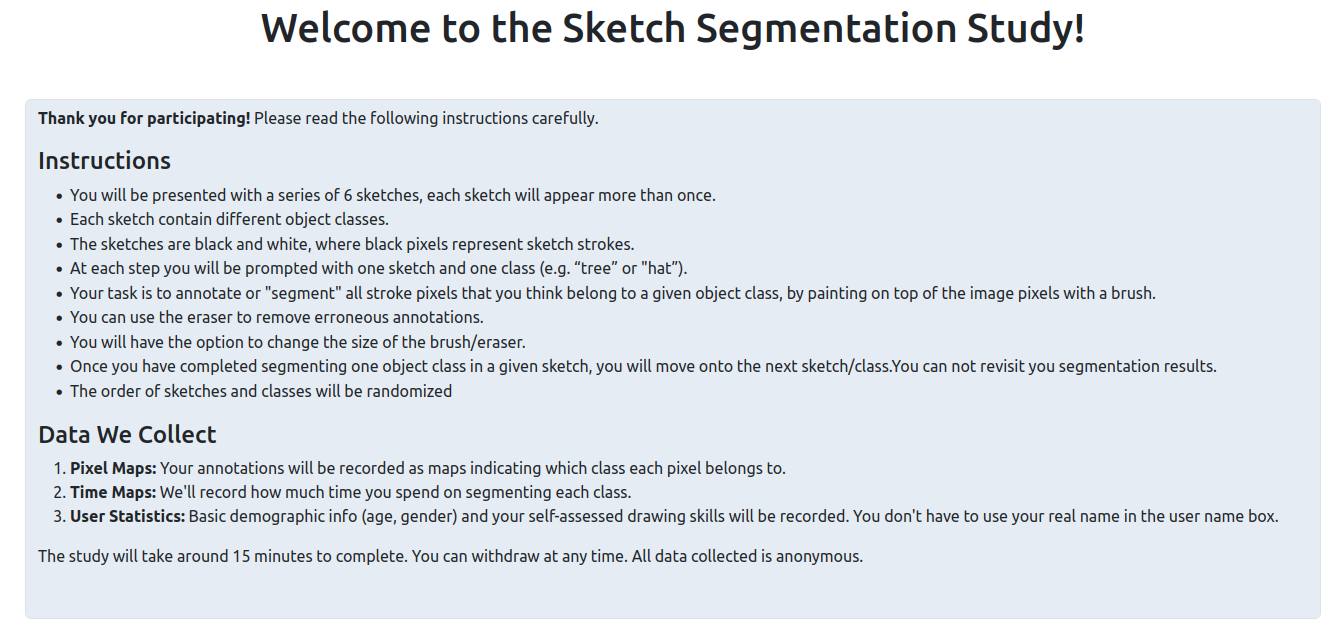 Welcome to the Sketch Segmentation Study!
Thank you for participating! Please read the following instructions carefully.
Instructions
• You will be presented with a series of 6 sketches, each sketch will appear more than once.
• Each sketch contain different object classes.
• The sketches are black and white, where black pixels represent sketch strokes.
• At each step you will be prompted with one sketch and one class (e.g. “tree” or "hat”).
• Your task is to annotate or "segment" all stroke pixels that you think belong to a given object class, by painting on top of the image pixels with a brush.
• You can use the eraser to remove erroneous annotations.
• You will have the option to change the size of the brush/eraser.
• Once you have completed segmenting one object class in a given sketch, you will move onto the next sketch/class.You can not revisit you segmentation results.
• The order of sketches and classes will be randomized
Data We Collect
1. Pixel Maps: Your annotations will be recorded as maps indicating which class each pixel belongs to.
2. Time Maps: We'll record how much time you spend on segmenting each class.
3. User Statistics: Basic demographic info (age, gender) and your self-assessed drawing skills will be recorded. You don't have to use your real name in the user name box.
The study will take around 15 minutes to complete. You can withdraw at any time. All data collected is anonymous.